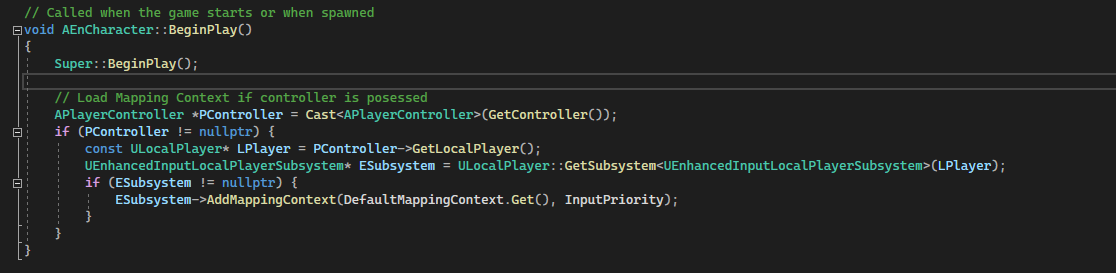 // Called when the game starts or when spawned
void AEnCharacter::BeginPlay()
{
    Super::BeginPlay();

    // Load Mapping Context if controller is posessed
    APlayerController *PController = Cast<APlayerController>(GetController());
    if (PController != nullptr) {
        const ULocalPlayer* LPlayer = PController->GetLocalPlayer();
        UEnhancedInputLocalPlayerSubsystem* ESubsystem = ULocalPlayer::GetSubsystem<UEnhancedInputLocalPlayerSubsystem>(LPlayer);
        if (ESubsystem != nullptr) {
            ESubsystem->AddMappingContext(DefaultMappingContext.Get(), InputPriority);
        }
    }
}